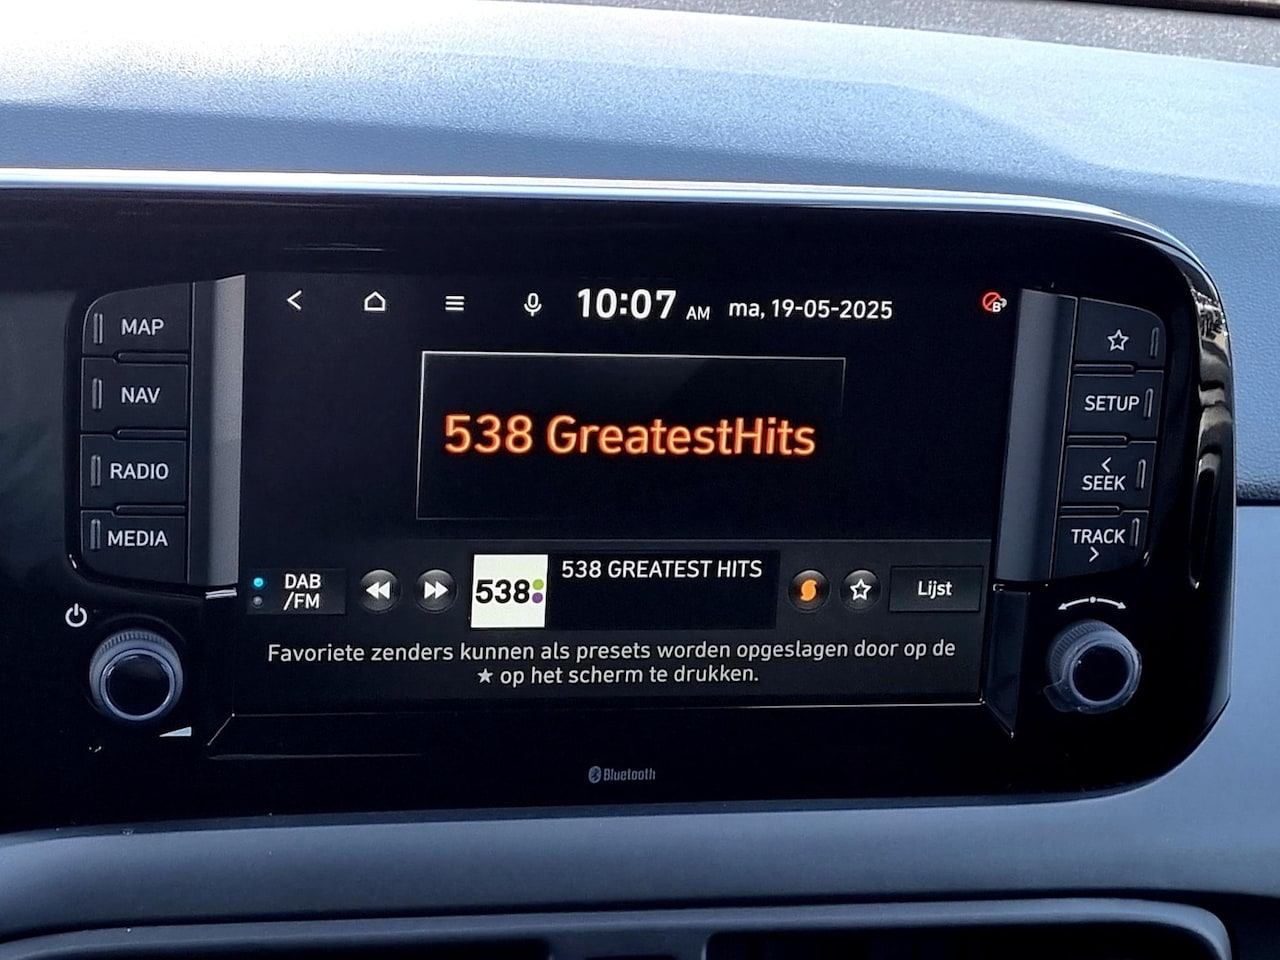 10:07 AM ma, 19-05-2025
MAP
NAV
RADIO
MEDIA
538 GreatestHits
SETUP
SEEK
TRACK
DAB
/FM
538
538 GREATEST HITS
Lijst
Favoriete zenders kunnen als presets worden opgeslagen door op de
★ op het scherm te drukken.
Bluetooth